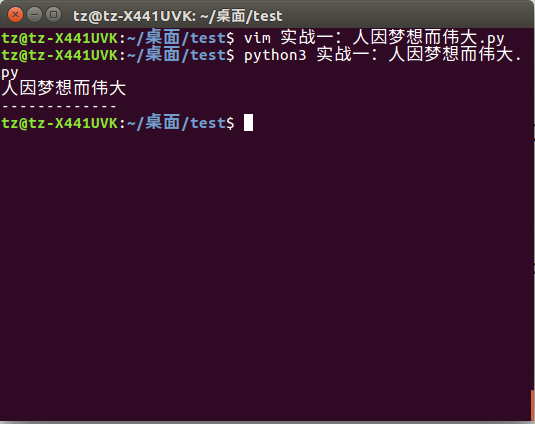 tz@tz-X441UVK: ~/桌面/test
tz@tz-X441UVK:~/桌面/test$ vim 实战一：人因梦想而伟大.py
tz@tz-X441UVK:~/桌面/test$ python3 实战一：人因梦想而伟大.
py
人因梦想而伟大
-------------
tz@tz-X441UVK:~/桌面/test$